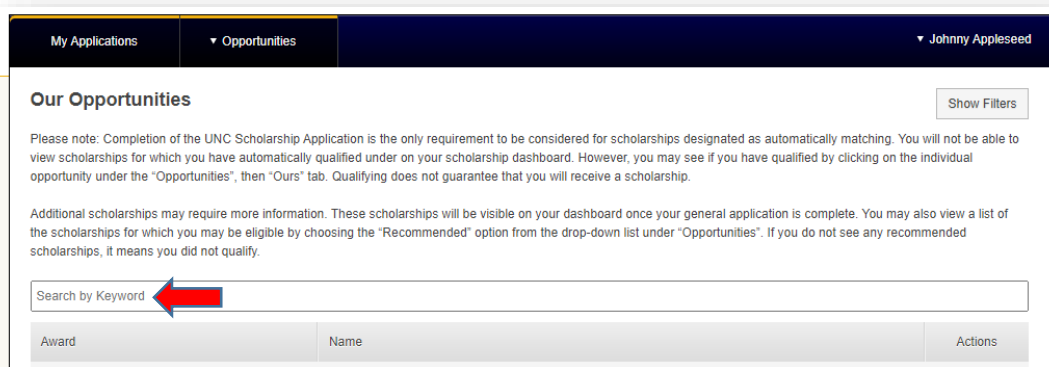 My Applications ▼ Opportunities ▼ Johnny Appleseed
Our Opportunities
Show Filters
Please note: Completion of the UNC Scholarship Application is the only requirement to be considered for scholarships designated as automatically matching. You will not be able to
view scholarships for which you have automatically qualified under on your scholarship dashboard. However, you may see if you have qualified by clicking on the individual
opportunity under the “Opportunities”, then “Ours” tab. Qualifying does not guarantee that you will receive a scholarship.
Additional scholarships may require more information. These scholarships will be visible on your dashboard once your general application is complete. You may also view a list of
the scholarships for which you may be eligible by choosing the “Recommended” option from the drop-down list under “Opportunities”. If you do not see any recommended
scholarships, it means you did not qualify.
Search by Keyword
Award Name Actions